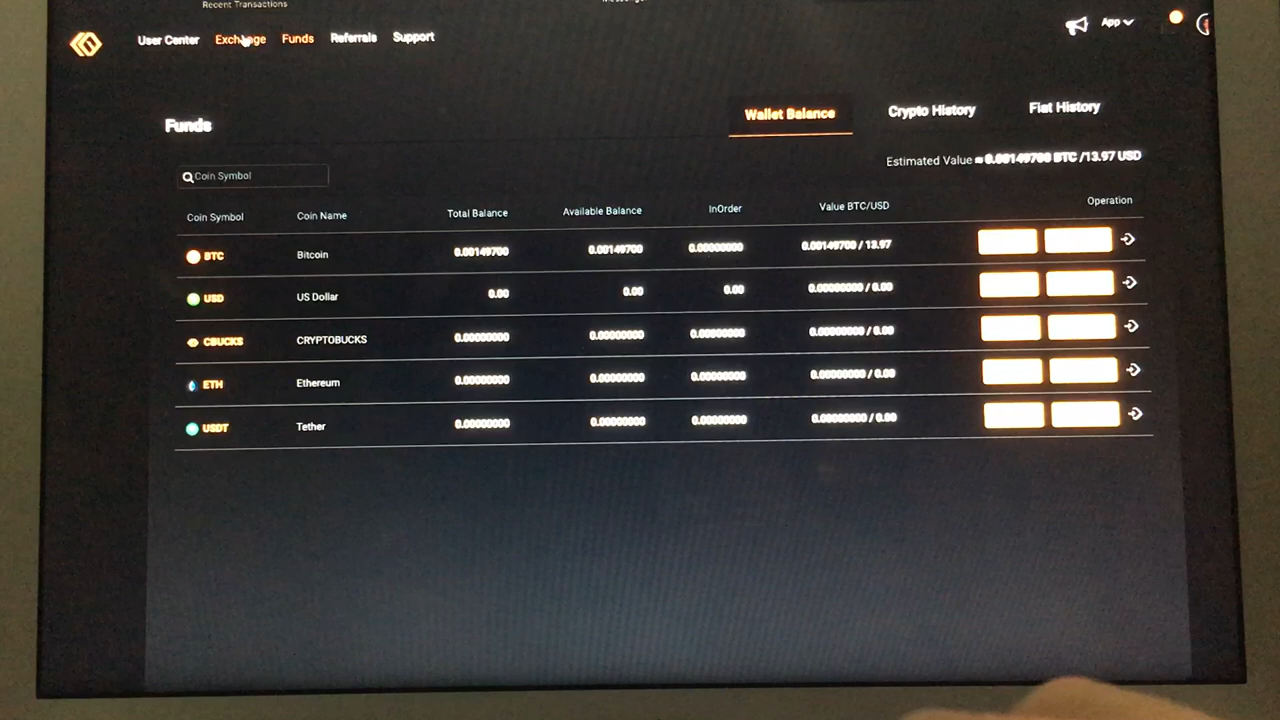 Recent Transactions
User Center Exchange Funds Referrals Support App
Funds Wallet Balance Crypto History Fiat History
Estimated Value ≈ 0.00149700 BTC /13.97 USD
Coin Symbol
Coin Symbol Coin Name Total Balance Available Balance InOrder Value BTC/USD Operation
BTC Bitcoin 0.00149700 0.00149700 0.00000000 0.00149700 / 13.97
USD US Dollar 0.00 0.00 0.00 0.00000000 / 0.00
CBUCKS CRYPTOBUCKS 0.00000000 0.00000000 0.00000000 0.00000000 / 0.00
ETH Ethereum 0.00000000 0.00000000 0.00000000 0.00000000 / 0.00
USDT Tether 0.00000000 0.00000000 0.00000000 0.00000000 / 0.00